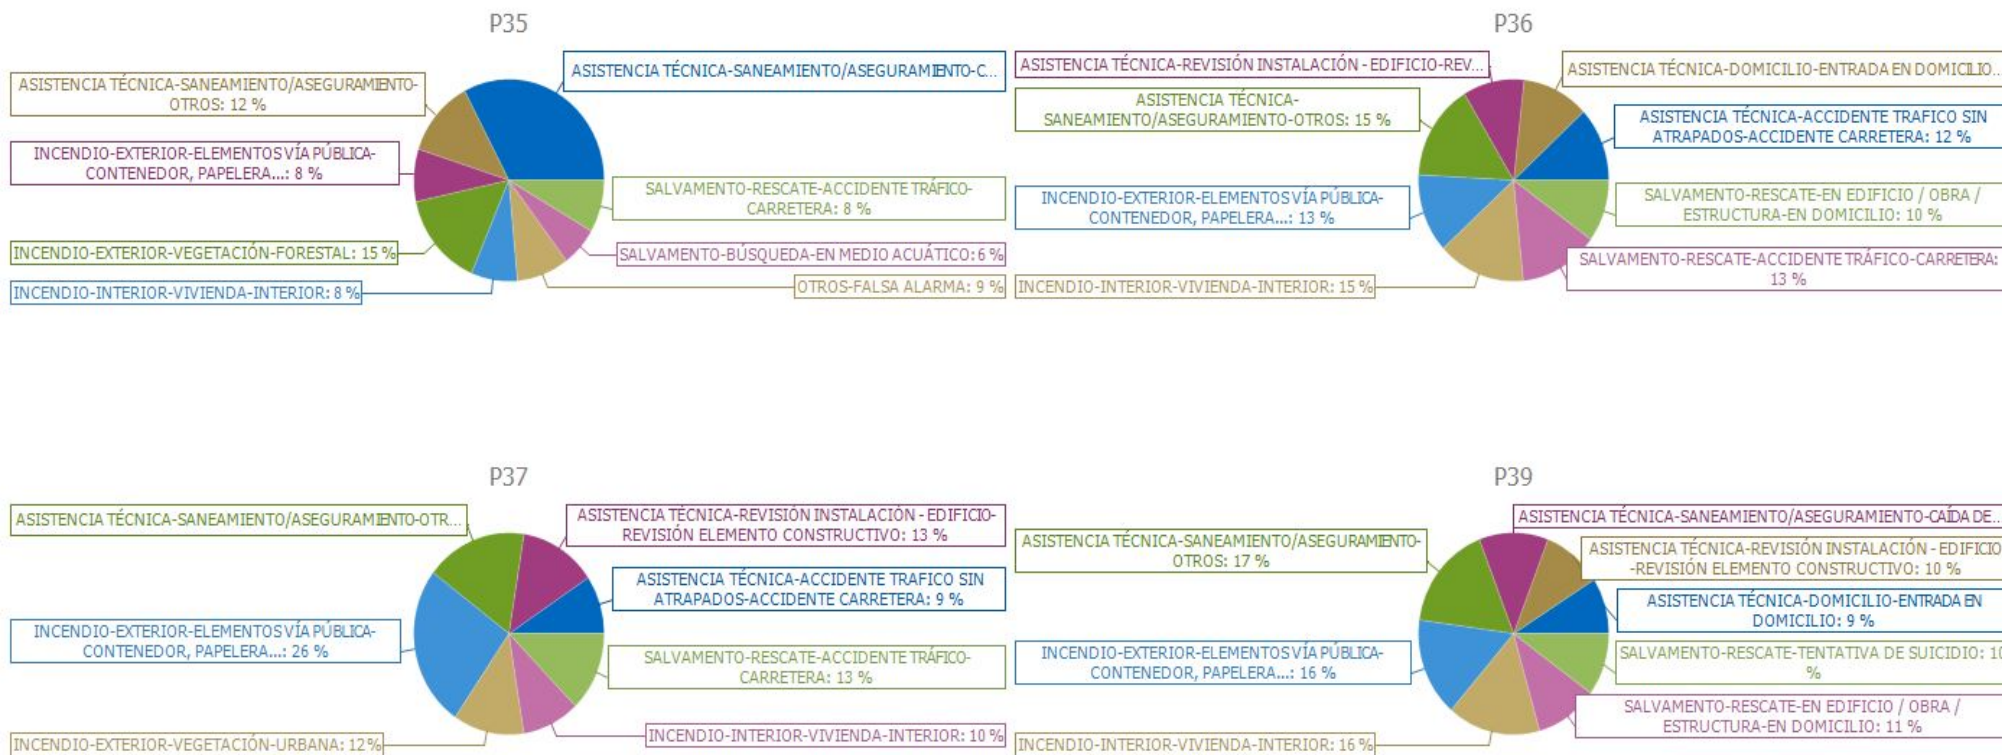 P35
ASISTENCIA TÉCNICA-SANEAMIENTO/ASEGURAMIENTO-C...
ASISTENCIA TÉCNICA-SANEAMIENTO/ASEGURAMIENTO-
OTROS: 12 %
INCENDIO-EXTERIOR-ELEMENTOS VÍA PÚBLICA-
CONTENEDOR, PAPELERA...: 8 %
SALVAMENTO-RESCATE-ACCIDENTE TRÁFICO-
CARRETERA: 8 %
INCENDIO-EXTERIOR-VEGETACIÓN-FORESTAL: 15 %
SALVAMENTO-BÚSQUEDA-EN MEDIO ACUÁTICO: 6 %
INCENDIO-INTERIOR-VIVIENDA-INTERIOR: 8 %
OTROS-FALSA ALARMA: 9 %
P36
ASISTENCIA TÉCNICA-REVISIÓN INSTALACIÓN - EDIFICIO-REV...
ASISTENCIA TÉCNICA-DOMICILIO-ENTRADA EN DOMICILIO...
ASISTENCIA TÉCNICA-
SANEAMIENTO/ASEGURAMIENTO-OTROS: 15 %
ASISTENCIA TÉCNICA-ACCIDENTE TRAFICO SIN
ATRAPADOS-ACCIDENTE CARRETERA: 12 %
INCENDIO-EXTERIOR-ELEMENTOS VÍA PÚBLICA-
CONTENEDOR, PAPELERA...: 13 %
SALVAMENTO-RESCATE-EN EDIFICIO / OBRA /
ESTRUCTURA-EN DOMICILIO: 10 %
SALVAMENTO-RESCATE-ACCIDENTE TRÁFICO-CARRETERA:
13 %
INCENDIO-INTERIOR-VIVIENDA-INTERIOR: 15 %
P37
ASISTENCIA TÉCNICA-SANEAMIENTO/ASEGURAMIENTO-OTR...
ASISTENCIA TÉCNICA-REVISIÓN INSTALACIÓN - EDIFICIO-
REVISIÓN ELEMENTO CONSTRUCTIVO: 13 %
ASISTENCIA TÉCNICA-ACCIDENTE TRAFICO SIN
ATRAPADOS-ACCIDENTE CARRETERA: 9 %
INCENDIO-EXTERIOR-ELEMENTOS VÍA PÚBLICA-
CONTENEDOR, PAPELERA...: 26 %
SALVAMENTO-RESCATE-ACCIDENTE TRÁFICO-
CARRETERA: 13 %
INCENDIO-EXTERIOR-VEGETACIÓN-URBANA: 12 %
INCENDIO-INTERIOR-VIVIENDA-INTERIOR: 10 %
P39
ASISTENCIA TÉCNICA-SANEAMIENTO/ASEGURAMIENTO-CAÍDA DE...
ASISTENCIA TÉCNICA-SANEAMIENTO/ASEGURAMIENTO-
OTROS: 17 %
ASISTENCIA TÉCNICA-REVISIÓN INSTALACIÓN - EDIFICIO
-REVISIÓN ELEMENTO CONSTRUCTIVO: 10 %
ASISTENCIA TÉCNICA-DOMICILIO-ENTRADA EN
DOMICILIO: 9 %
INCENDIO-EXTERIOR-ELEMENTOS VÍA PÚBLICA-
CONTENEDOR, PAPELERA...: 16 %
SALVAMENTO-RESCATE-TENTATIVA DE SUICIDIO: 10
%
SALVAMENTO-RESCATE-EN EDIFICIO / OBRA /
ESTRUCTURA-EN DOMICILIO: 11 %
INCENDIO-INTERIOR-VIVIENDA-INTERIOR: 16 %